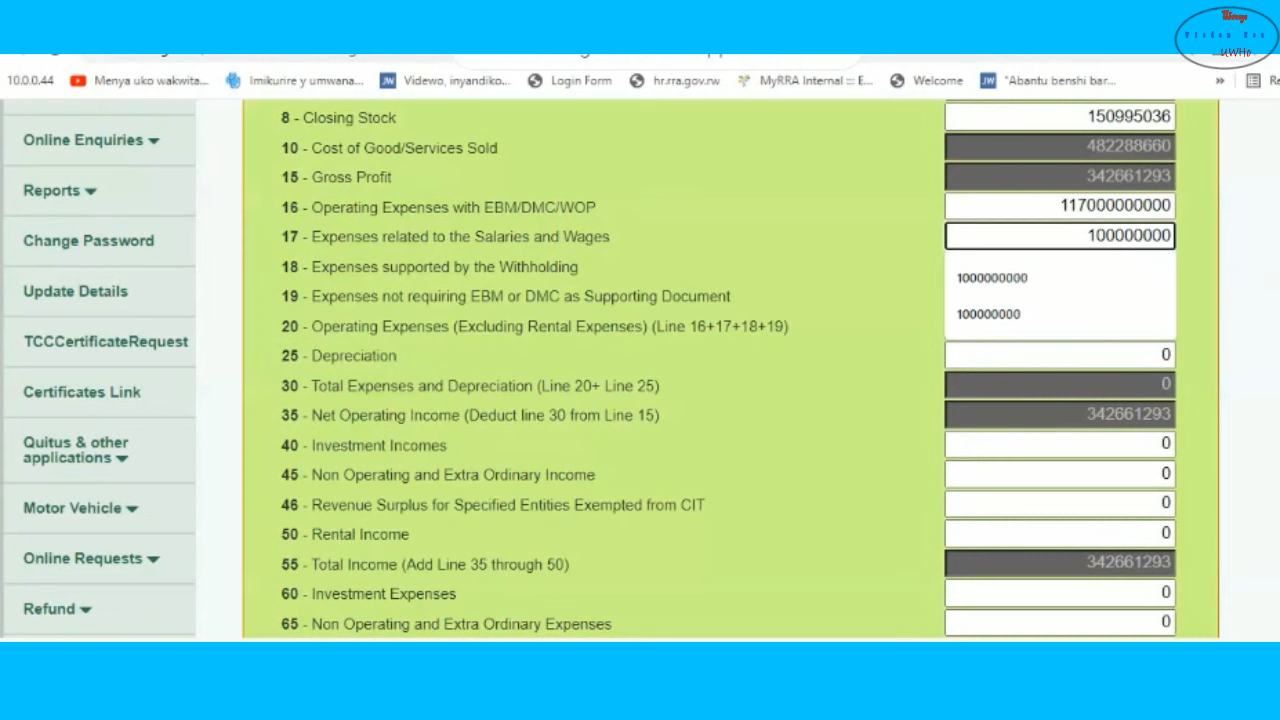 10.0.0.44 Menya uko wakwita... Imikurire y umwana... Videwo, inyandiko... Login Form hr.rra.gov.rw MyRRA Internal ::: E... Welcome "Abantu benshi bar... » Re
UWHo
8 - Closing Stock 150995036
Online Enquiries
10 - Cost of Good/Services Sold 482288660
15 - Gross Profit 342661293
Reports
16 - Operating Expenses with EBM/DMC/WOP 117000000000
17 - Expenses related to the Salaries and Wages 100000000
Change Password
18 - Expenses supported by the Withholding
1000000000
Update Details
19 - Expenses not requiring EBM or DMC as Supporting Document
100000000
20 - Operating Expenses (Excluding Rental Expenses) (Line 16+17+18+19)
TCCCertificateRequest
25 - Depreciation 0
30 - Total Expenses and Depreciation (Line 20+ Line 25) 0
Certificates Link
35 - Net Operating Income (Deduct line 30 from Line 15) 342661293
Quitus & other
applications
40 - Investment Incomes 0
45 - Non Operating and Extra Ordinary Income 0
46 - Revenue Surplus for Specified Entities Exempted from CIT 0
Motor Vehicle
50 - Rental Income 0
Online Requests
55 - Total Income (Add Line 35 through 50) 342661293
60 - Investment Expenses 0
Refund
65 - Non Operating and Extra Ordinary Expenses 0